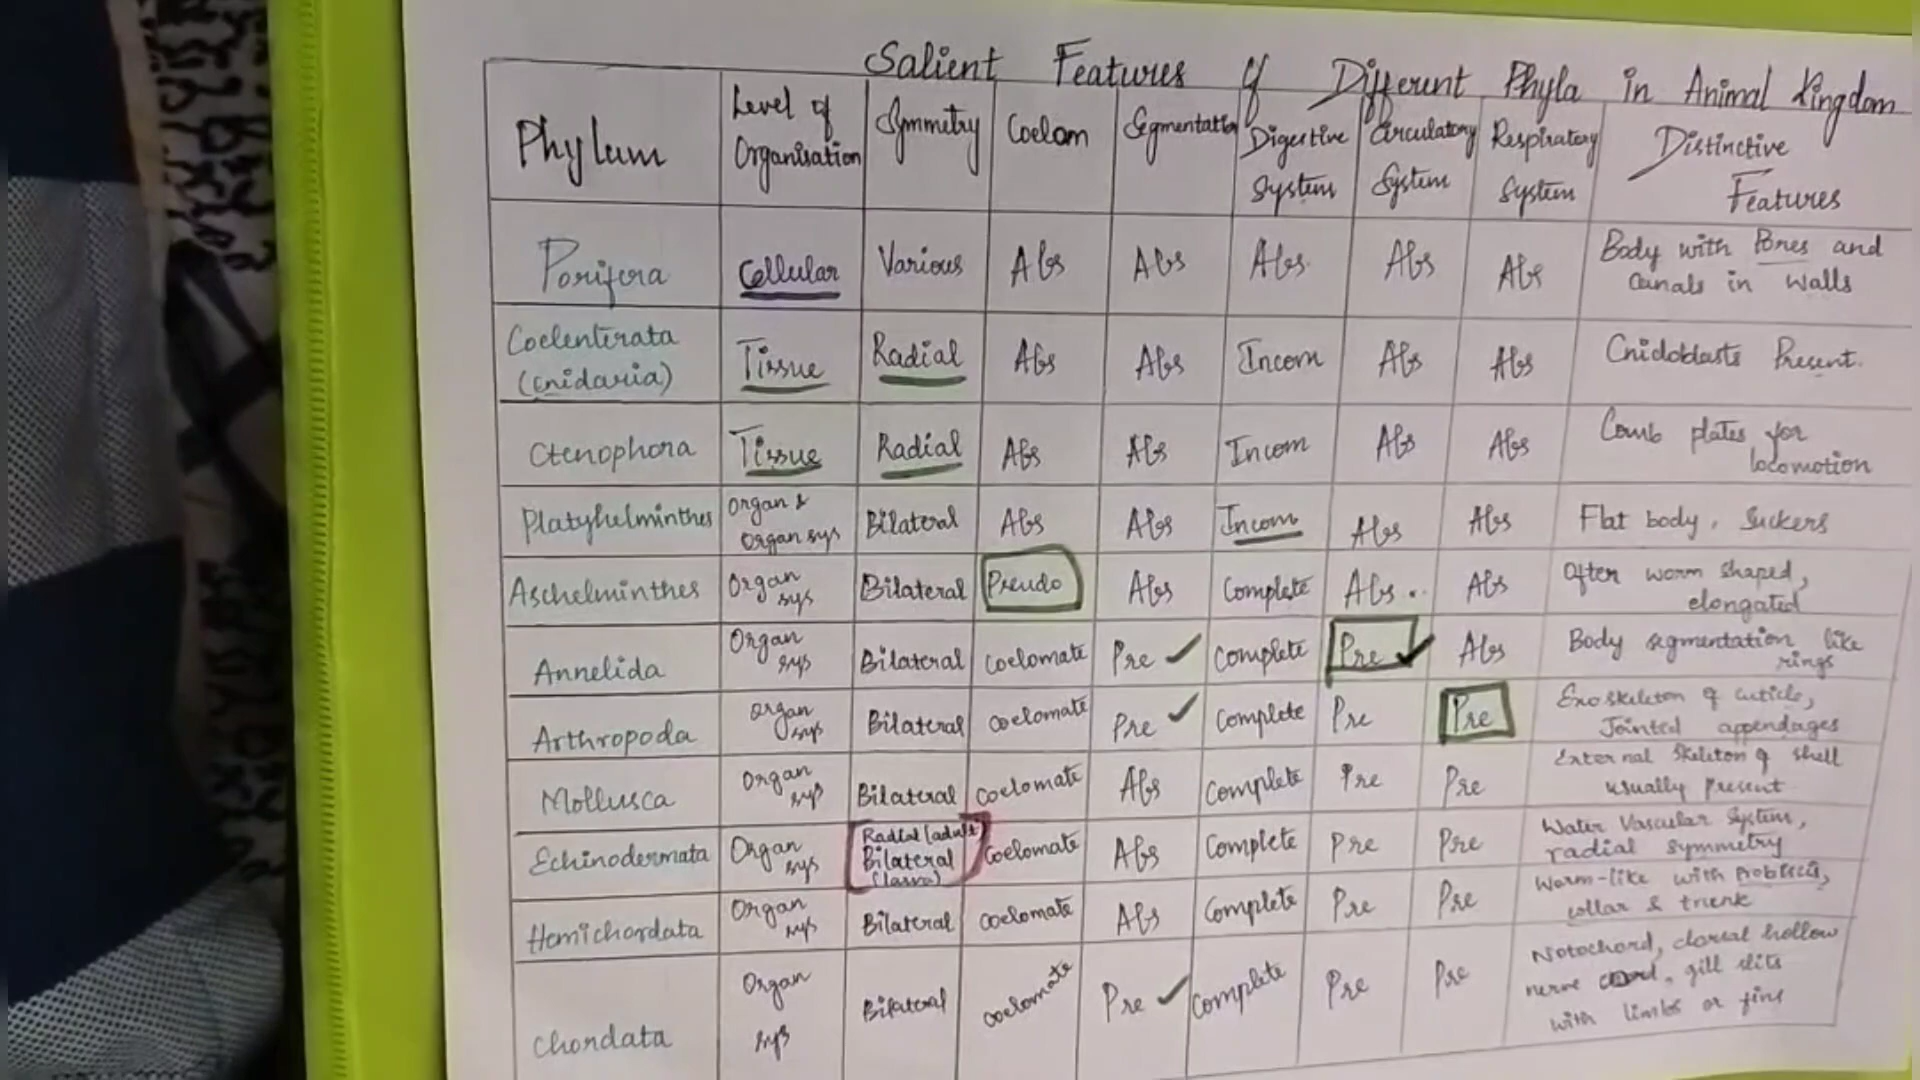 Salient Features of Different Phyla in Animal Kingdom
Phylum
Level of Organisation
Symmetry
Coelom
Segmentation
Digestive System
Circulatory System
Respiratory System
Distinctive Features
Porifera
Cellular
Various
Abs
Abs
Abs.
Abs
Abs
Body with Pores and
Canals in Walls
Coelenterata
(cnidaria)
Tissue
Radial
Abs
Abs
Incom
Abs
Abs
Cnidoblasts Present.
Ctenophora
Tissue
Radial
Abs
Abs
Incom
Abs
Abs
Comb plates for
locomotion
Platyhelminthes
Organ &
Organ sys
Bilateral
Abs
Abs
Incom
Abs
Abs
Flat body, Suckers
Aschelminthes
Organ
sys
Bilateral
Pseudo
Abs
Complete
Abs..
Abs
Often worm shaped,
elongated
Annelida
Organ
sys
Bilateral
Coelomate
Pre ✓
Complete
Pre ✓
Abs
Body segmentation like
rings
Arthropoda
Organ
sys
Bilateral
Coelomate
Pre ✓
Complete
Pre
Pre
Exoskeleton of cuticle,
Jointed appendages
Mollusca
Organ
sys
Bilateral
Coelomate
Abs
Complete
Pre
Pre
External skeleton of shell
usually present
Echinodermata
Organ
sys
Radial (adult
Bilateral
(larva)
Coelomate
Abs
Complete
Pre
Pre
Water Vascular System,
radial symmetry
Hemichordata
Organ
sys
Bilateral
Coelomate
Abs
Complete
Pre
Pre
Worm-like with proboscis,
collar & trunk
Chordata
Organ
sys
Bilateral
Coelomate
Pre ✓
Complete
Pre
Pre
Notochord, dorsal hollow
nerve cord, gill slits
with limbs or fins